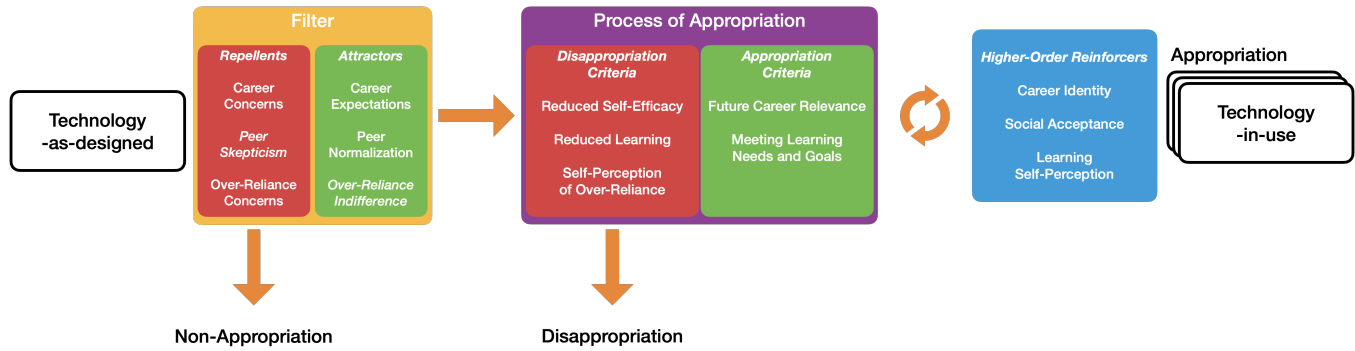 Filter
Repellents
Career
Concerns
Peer
Skepticism
Over-Reliance
Concerns
Attractors
Career
Expectations
Peer
Normalization
Over-Reliance
Indifference
Technology
-as-designed
Non-Appropriation
Process of Appropriation
Disappropriation
Criteria
Reduced Self-Efficacy
Reduced Learning
Self-Perception
of Over-Reliance
Appropriation
Criteria
Future Career Relevance
Meeting Learning
Needs and Goals
Disappropriation
Higher-Order Reinforcers
Career Identity
Social Acceptance
Learning
Self-Perception
Appropriation
Technology
-in-use